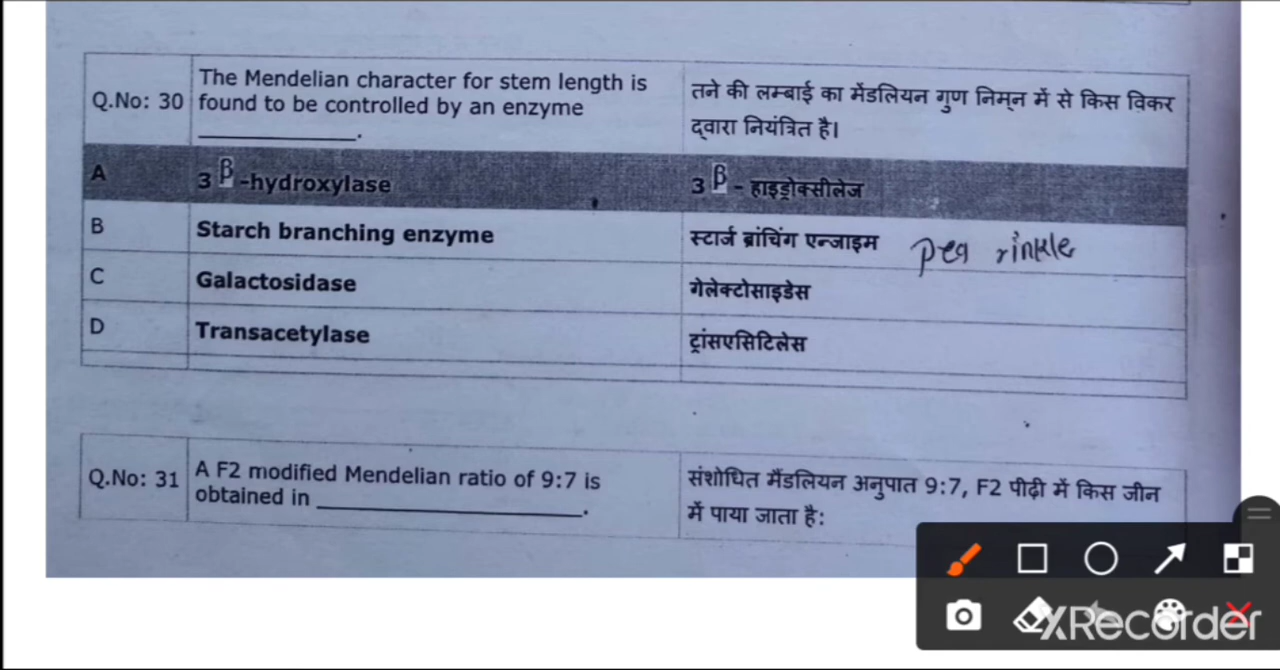 Q.No: 30
The Mendelian character for stem length is
found to be controlled by an enzyme
____________.
तने की लम्बाई का मेंडलियन गुण निम्न में से किस विकर
द्वारा नियंत्रित है।
A
3 β -hydroxylase
3 β - हाइड्रोक्सीलेज
B
Starch branching enzyme
स्टार्ज ब्रांचिंग एन्जाइम
pea rinkle
C
Galactosidase
गेलेक्टोसाइडेस
D
Transacetylase
ट्रांसएसिटिलेस
Q.No: 31
A F2 modified Mendelian ratio of 9:7 is
obtained in ____________________.
संशोधित मैंडलियन अनुपात 9:7, F2 पीढ़ी में किस जीन
में पाया जाता है:
XRecorder